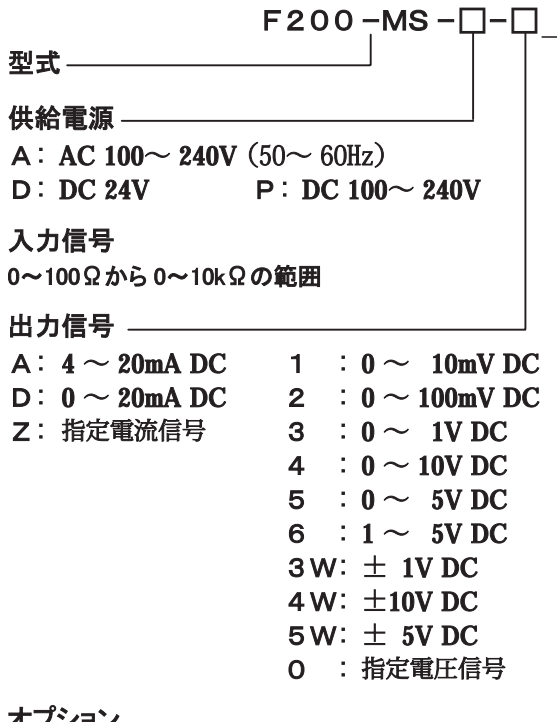 F200-MS-□-□
型式
供給電源
A: AC 100~240V (50~60Hz)
D: DC 24V P: DC 100~240V
入力信号
0~100Ωから0~10kΩの範囲
出力信号
A: 4~20mA DC 1 : 0~ 10mV DC
D: 0~20mA DC 2 : 0~100mV DC
Z: 指定電流信号 3 : 0~ 1V DC
4 : 0~10V DC
5 : 0~ 5V DC
6 : 1~ 5V DC
3W: ± 1V DC
4W: ±10V DC
5W: ± 5V DC
0 : 指定電圧信号
オプション